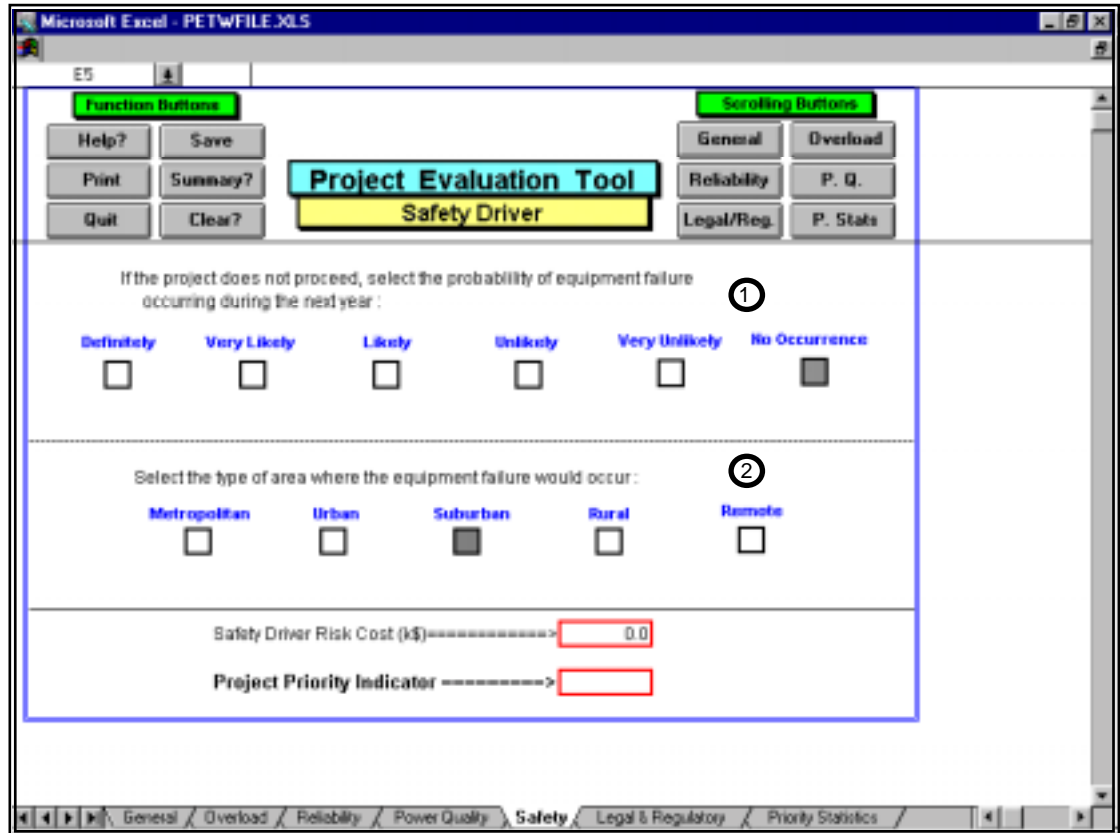 Microsoft Excel - PETWFILE.XLS
E5
Function Buttons
Scrolling Buttons
Help? Save
General Overload
Print Summary?
Project Evaluation Tool
Reliability P. Q.
Quit Clear?
Safety Driver
Legal/Reg. P. Stats
If the project does not proceed, select the probability of equipment failure
occurring during the next year :
1
Definitely Very Likely Likely Unlikely Very Unlikely No Occurrence
Select the type of area where the equipment failure would occur :
2
Metropolitan Urban Suburban Rural Remote
Safety Driver Risk Cost (k$)============> 0.0
Project Priority Indicator =========>
General Overload Reliability Power Quality Safety Legal & Regulatory Priority Statistics